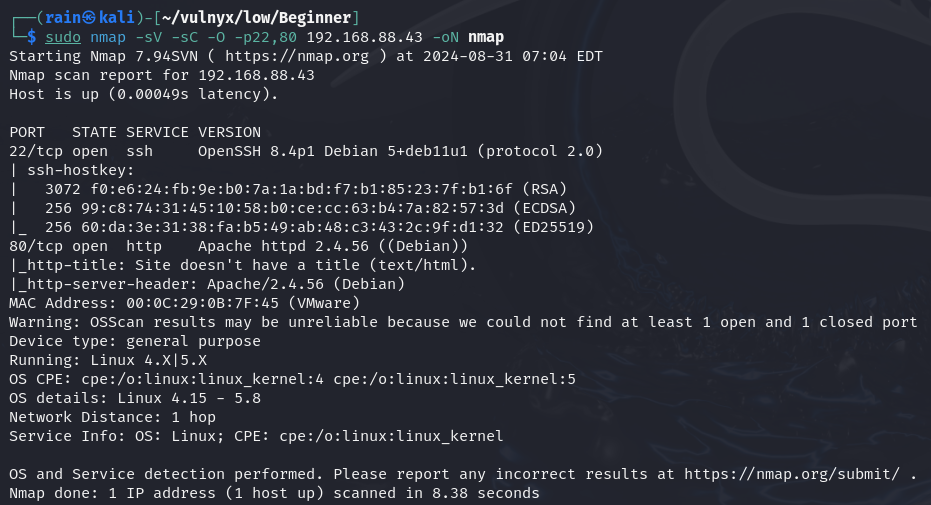 ┌──(rain㉿kali)-[~/vulnyx/low/Beginner]
└─$ sudo nmap -sV -sC -O -p22,80 192.168.88.43 -oN nmap
Starting Nmap 7.94SVN ( https://nmap.org ) at 2024-08-31 07:04 EDT
Nmap scan report for 192.168.88.43
Host is up (0.00049s latency).

PORT   STATE SERVICE VERSION
22/tcp open  ssh     OpenSSH 8.4p1 Debian 5+deb11u1 (protocol 2.0)
| ssh-hostkey:
|   3072 f0:e6:24:fb:9e:b0:7a:1a:bd:f7:b1:85:23:7f:b1:6f (RSA)
|   256 99:c8:74:31:45:10:58:b0:ce:cc:63:b4:7a:82:57:3d (ECDSA)
|_  256 60:da:3e:31:38:fa:b5:49:ab:48:c3:43:2c:9f:d1:32 (ED25519)
80/tcp open  http    Apache httpd 2.4.56 ((Debian))
|_http-title: Site doesn't have a title (text/html).
|_http-server-header: Apache/2.4.56 (Debian)
MAC Address: 00:0C:29:0B:7F:45 (VMware)
Warning: OSScan results may be unreliable because we could not find at least 1 open and 1 closed port
Device type: general purpose
Running: Linux 4.X|5.X
OS CPE: cpe:/o:linux:linux_kernel:4 cpe:/o:linux:linux_kernel:5
OS details: Linux 4.15 - 5.8
Network Distance: 1 hop
Service Info: OS: Linux; CPE: cpe:/o:linux:linux_kernel

OS and Service detection performed. Please report any incorrect results at https://nmap.org/submit/ .
Nmap done: 1 IP address (1 host up) scanned in 8.38 seconds